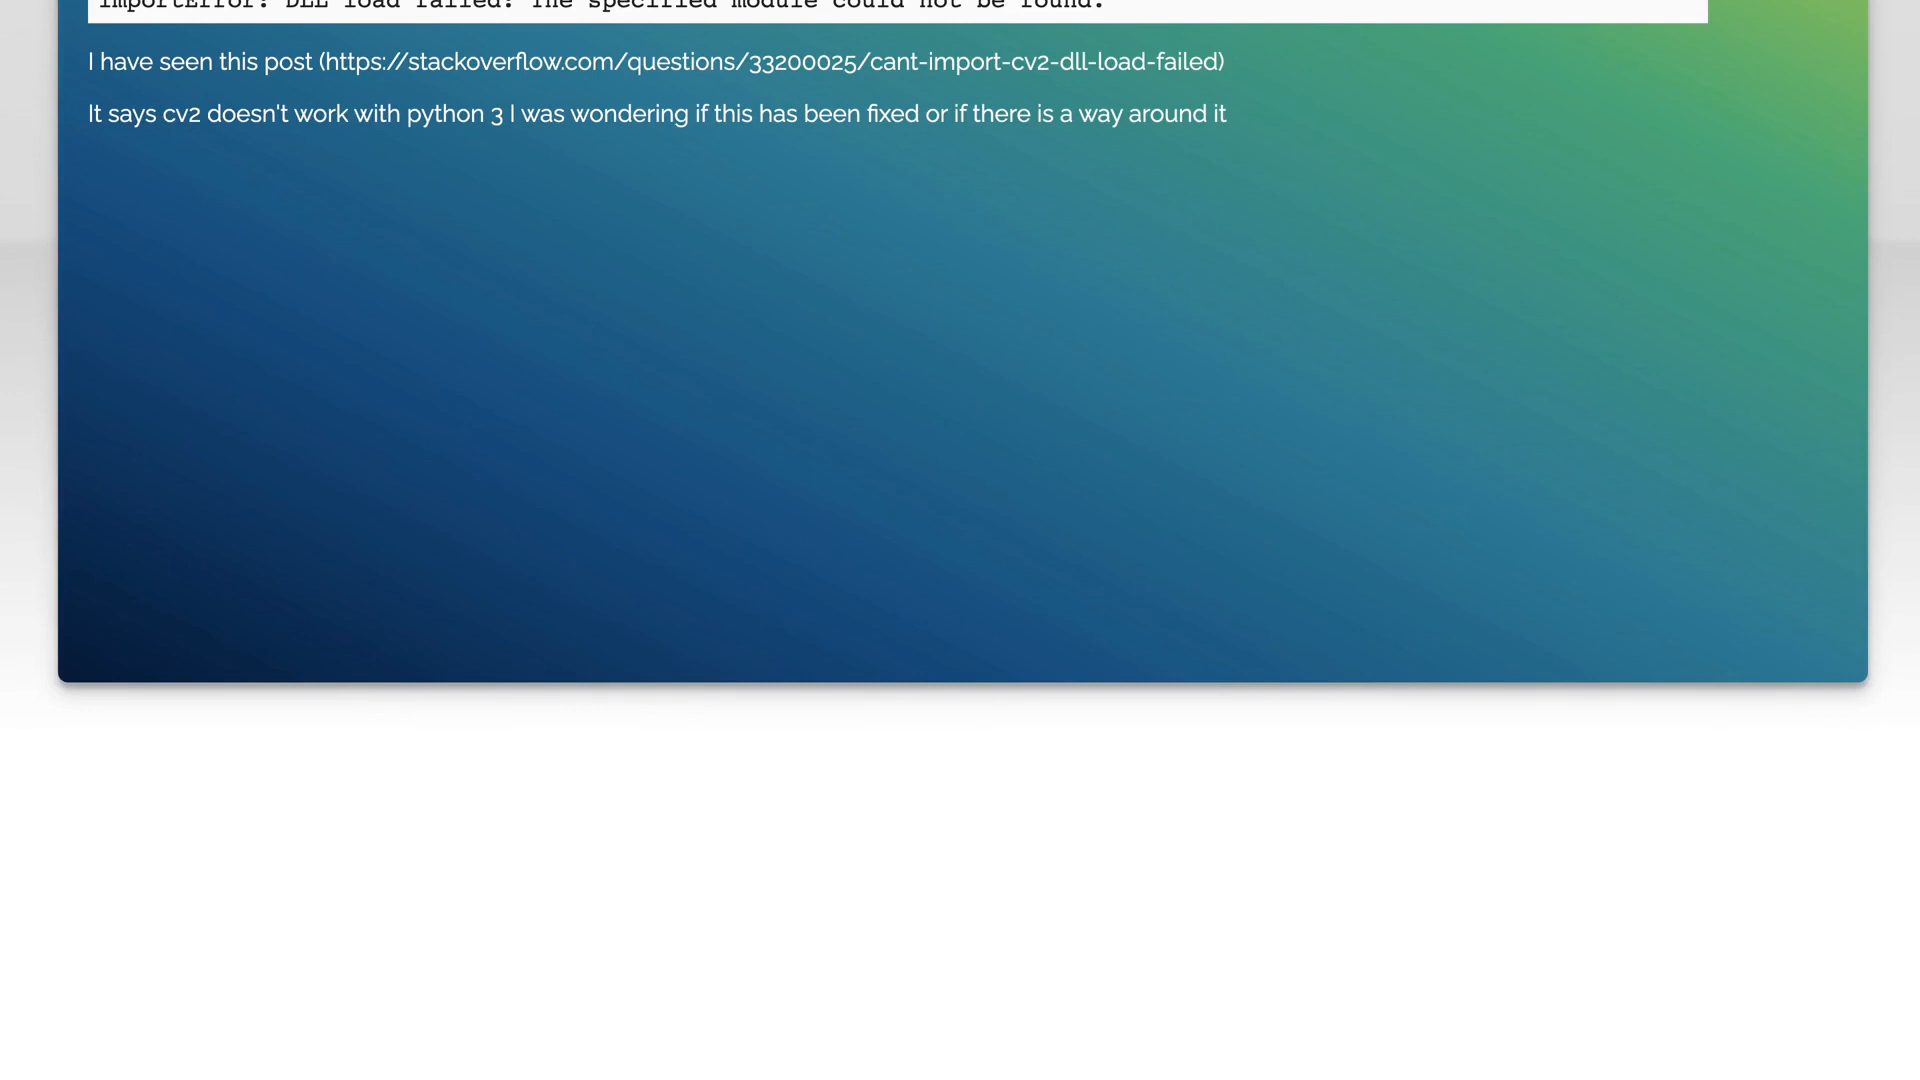 ImportError: DLL load failed: The specified module could not be found.
I have seen this post (https://stackoverflow.com/questions/33200025/cant-import-cv2-dll-load-failed)
It says cv2 doesn't work with python 3 I was wondering if this has been fixed or if there is a way around it